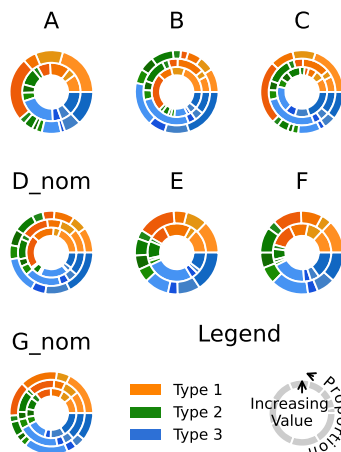 A B C
D_nom E F
G_nom
Legend
Type 1
Type 2
Type 3
Increasing
Value
Proportion